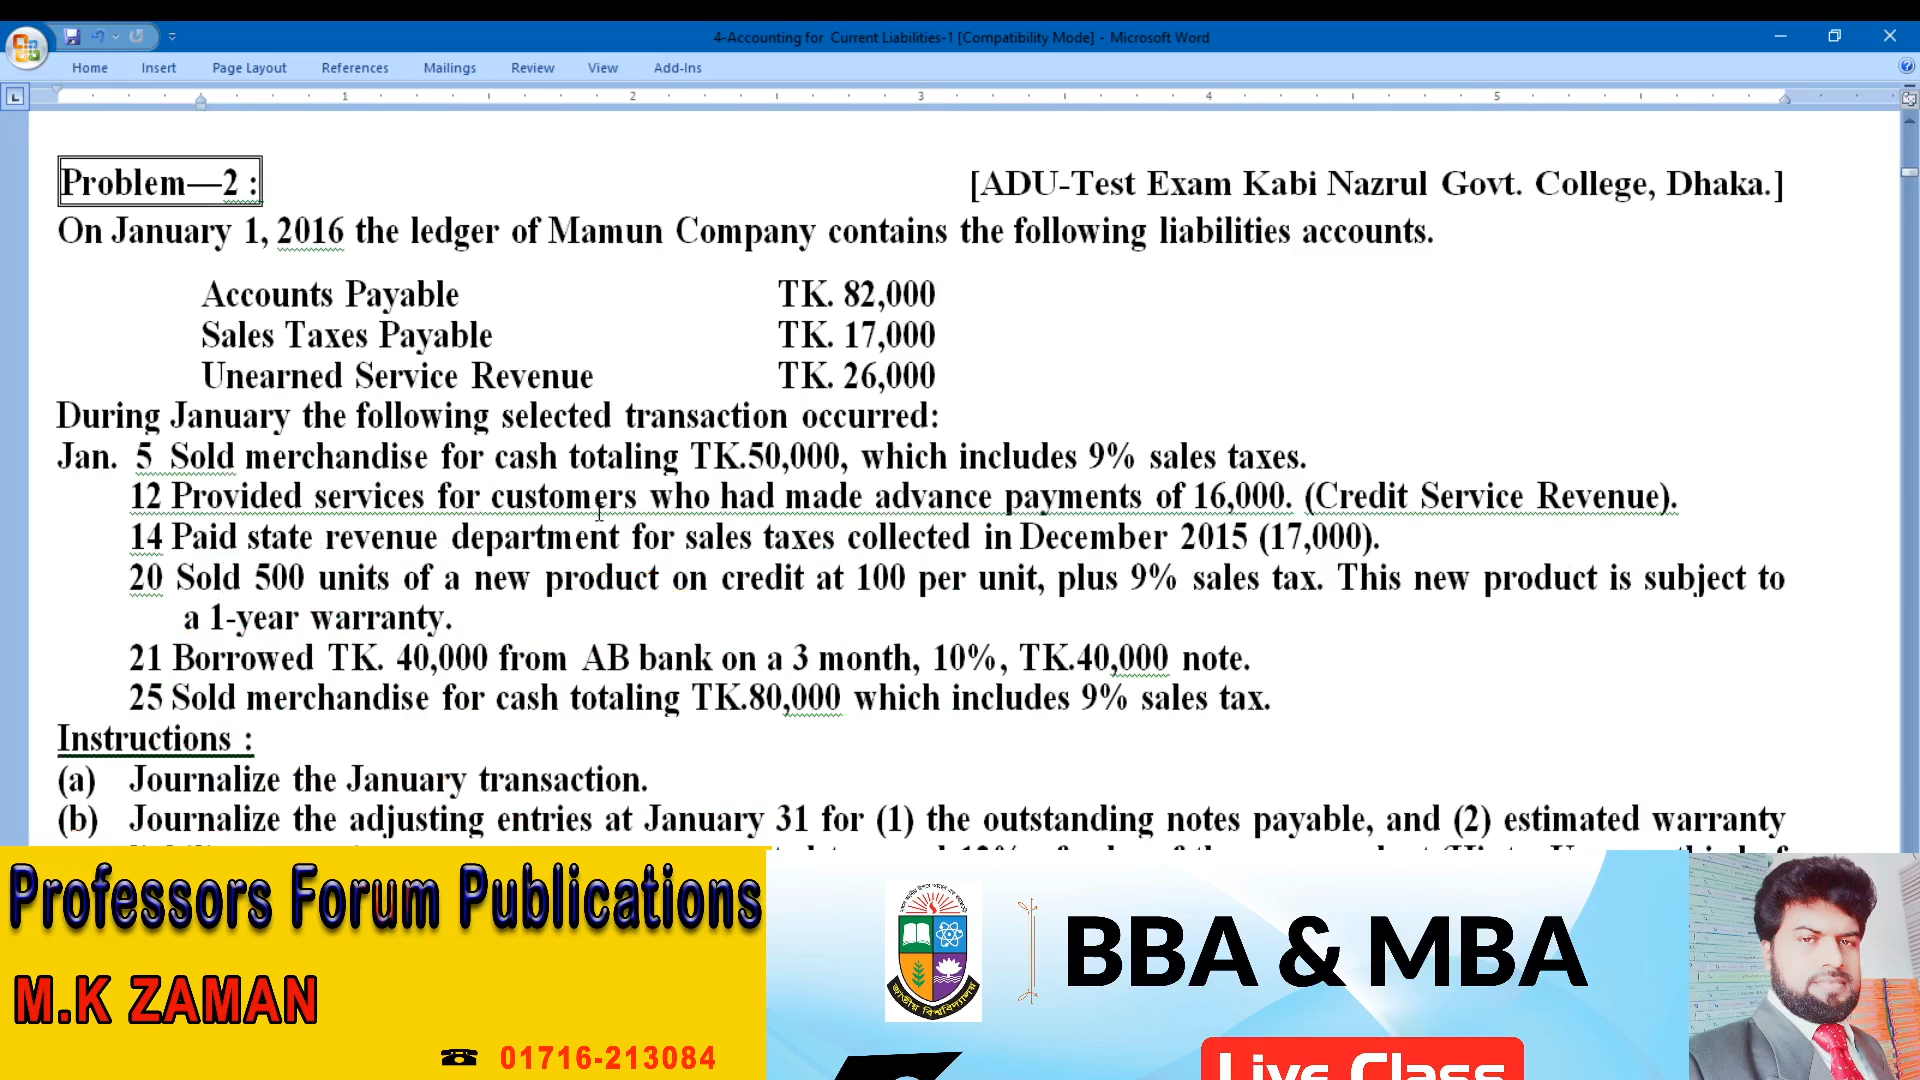 4-Accounting for Current Liabilities-1 [Compatibility Mode] - Microsoft Word
Home Insert Page Layout References Mailings Review View Add-Ins
1 2 3 4 5
Problem—2 : [ADU-Test Exam Kabi Nazrul Govt. College, Dhaka.]
On January 1, 2016 the ledger of Mamun Company contains the following liabilities accounts.
Accounts Payable TK. 82,000
Sales Taxes Payable TK. 17,000
Unearned Service Revenue TK. 26,000
During January the following selected transaction occurred:
Jan. 5 Sold merchandise for cash totaling TK.50,000, which includes 9% sales taxes.
12 Provided services for customers who had made advance payments of 16,000. (Credit Service Revenue).
14 Paid state revenue department for sales taxes collected in December 2015 (17,000).
20 Sold 500 units of a new product on credit at 100 per unit, plus 9% sales tax. This new product is subject to
a 1-year warranty.
21 Borrowed TK. 40,000 from AB bank on a 3 month, 10%, TK.40,000 note.
25 Sold merchandise for cash totaling TK.80,000 which includes 9% sales tax.
Instructions :
(a) Journalize the January transaction.
(b) Journalize the adjusting entries at January 31 for (1) the outstanding notes payable, and (2) estimated warranty
Professors Forum Publications
M.K ZAMAN
☎ 01716-213084
BBA & MBA
Live Class